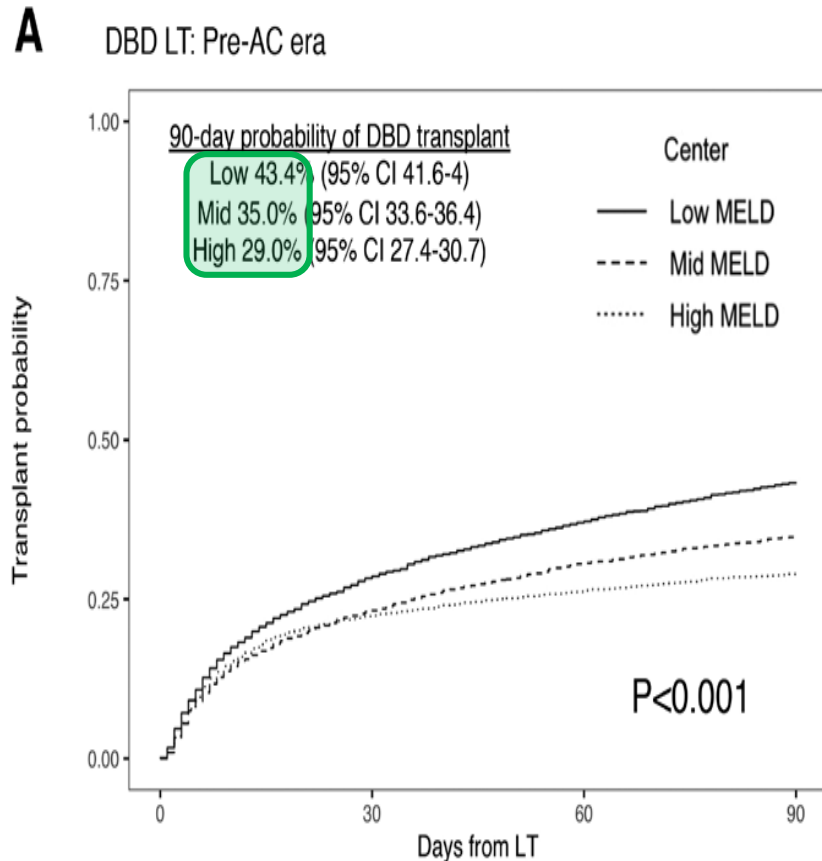 A
DBD LT: Pre-AC era
1.00
0.75
0.50
0.25
0.00
Transplant probability
90-day probability of DBD transplant
Low 43.4% (95% CI 41.6-4)
Mid 35.0% (95% CI 33.6-36.4)
High 29.0% (95% CI 27.4-30.7)
Center
Low MELD
Mid MELD
High MELD
P<0.001
0
30
60
90
Days from LT